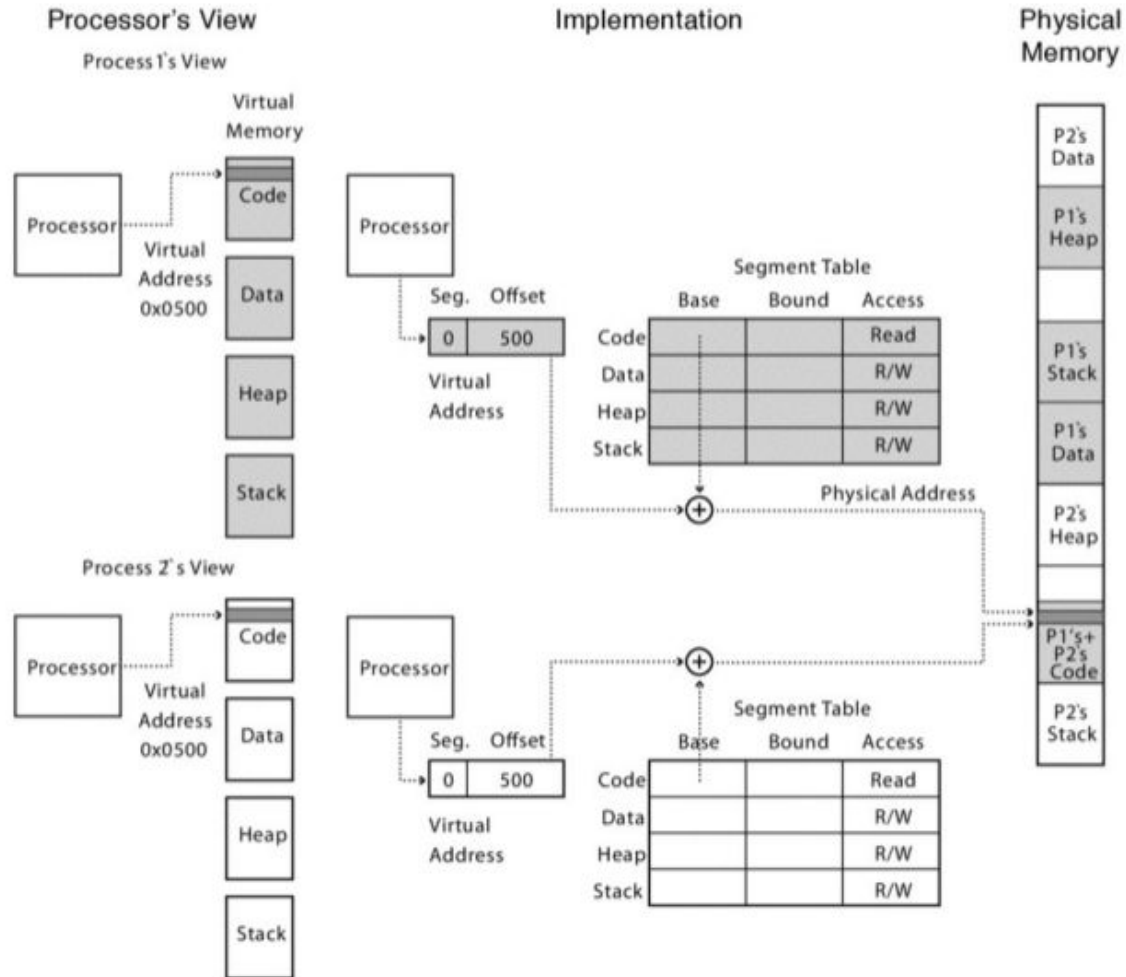 Processor's View
Implementation
Physical
Memory
Process 1's View
Virtual
Memory
Processor
Virtual
Address
0x0500
Code
Data
Heap
Stack
Processor
Seg. Offset
0 500
Virtual
Address
Segment Table
Base Bound Access
Code Read
Data R/W
Heap R/W
Stack R/W
Physical Address
P2's
Data
P1's
Heap
P1's
Stack
P1's
Data
P2's
Heap
P1's+
P2's
Code
P2's
Stack
Process 2's View
Processor
Virtual
Address
0x0500
Code
Data
Heap
Stack
Processor
Seg. Offset
0 500
Virtual
Address
Segment Table
Base Bound Access
Code Read
Data R/W
Heap R/W
Stack R/W